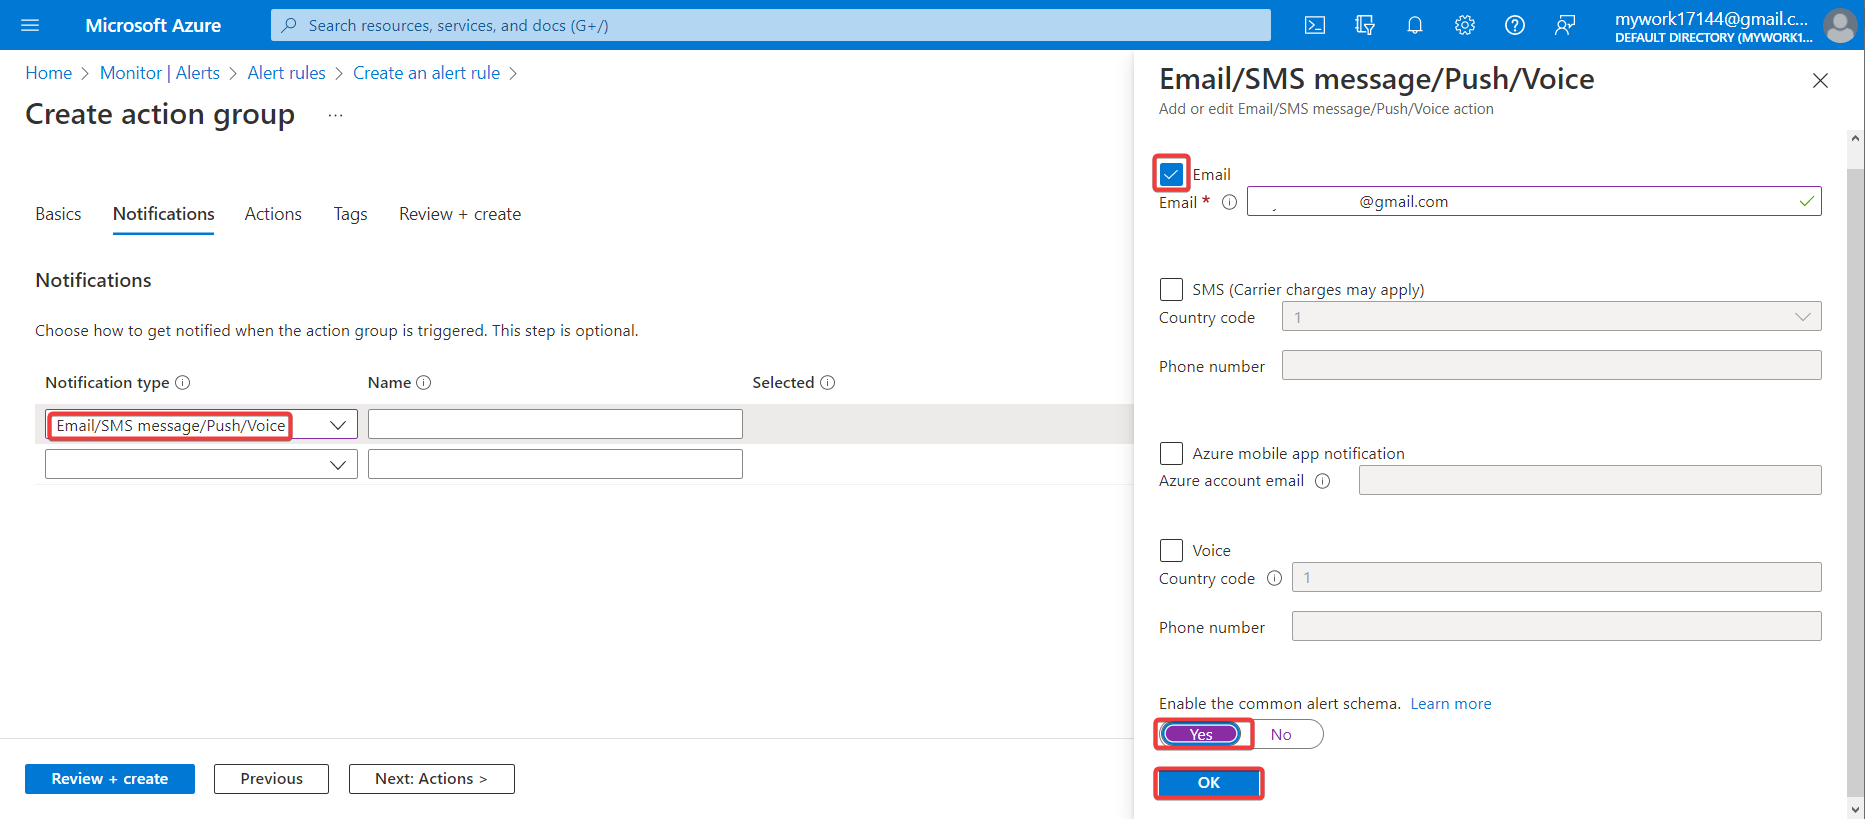 Microsoft Azure
Search resources, services, and docs (G+/)
mywork17144@gmail.c...
DEFAULT DIRECTORY (MYWORK1...
Home > Monitor | Alerts > Alert rules > Create an alert rule >
Create action group ...
Basics Notifications Actions Tags Review + create
Notifications
Choose how to get notified when the action group is triggered. This step is optional.
Notification type Name Selected
Email/SMS message/Push/Voice
Review + create Previous Next: Actions >
Email/SMS message/Push/Voice
Add or edit Email/SMS message/Push/Voice action
Email
Email * @gmail.com
SMS (Carrier charges may apply)
Country code 1
Phone number
Azure mobile app notification
Azure account email
Voice
Country code 1
Phone number
Enable the common alert schema. Learn more
Yes No
OK